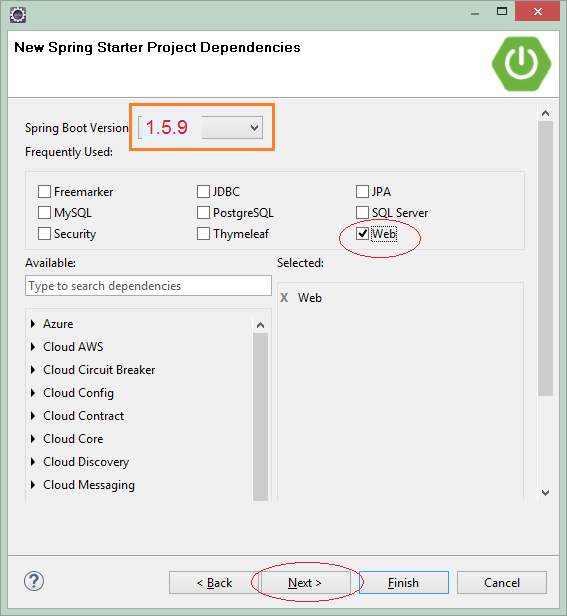 New Spring Starter Project Dependencies
Spring Boot Version 1.5.9
Frequently Used:
Freemarker JDBC JPA
MySQL PostgreSQL SQL Server
Security Thymeleaf Web
Available: Selected:
Type to search dependencies
X Web
Azure
Cloud AWS
Cloud Circuit Breaker
Cloud Config
Cloud Contract
Cloud Core
Cloud Discovery
Cloud Messaging
? < Back Next > Finish Cancel